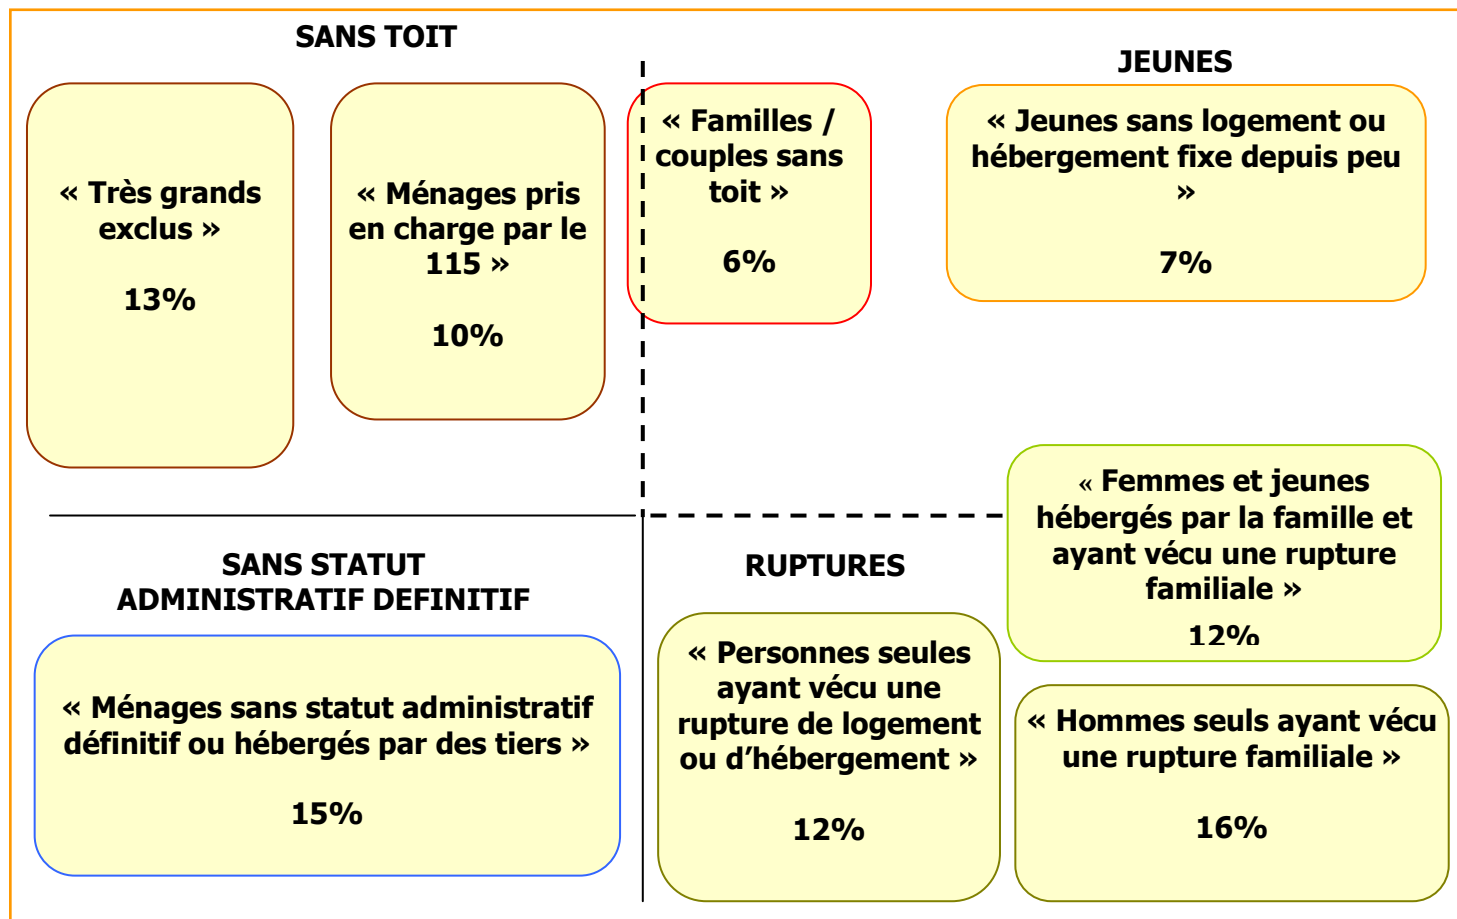 SANS TOIT
« Très grands
exclus »
13%
« Ménages pris
en charge par le
115 »
10%
« Familles /
couples sans
toit »
6%
JEUNES
« Jeunes sans logement ou
hébergement fixe depuis peu
»
7%
SANS STATUT
ADMINISTRATIF DEFINITIF
« Ménages sans statut administratif
définitif ou hébergés par des tiers »
15%
RUPTURES
« Personnes seules
ayant vécu une
rupture de logement
ou d’hébergement »
12%
« Femmes et jeunes
hébergés par la famille et
ayant vécu une rupture
familiale »
12%
« Hommes seuls ayant vécu
une rupture familiale »
16%